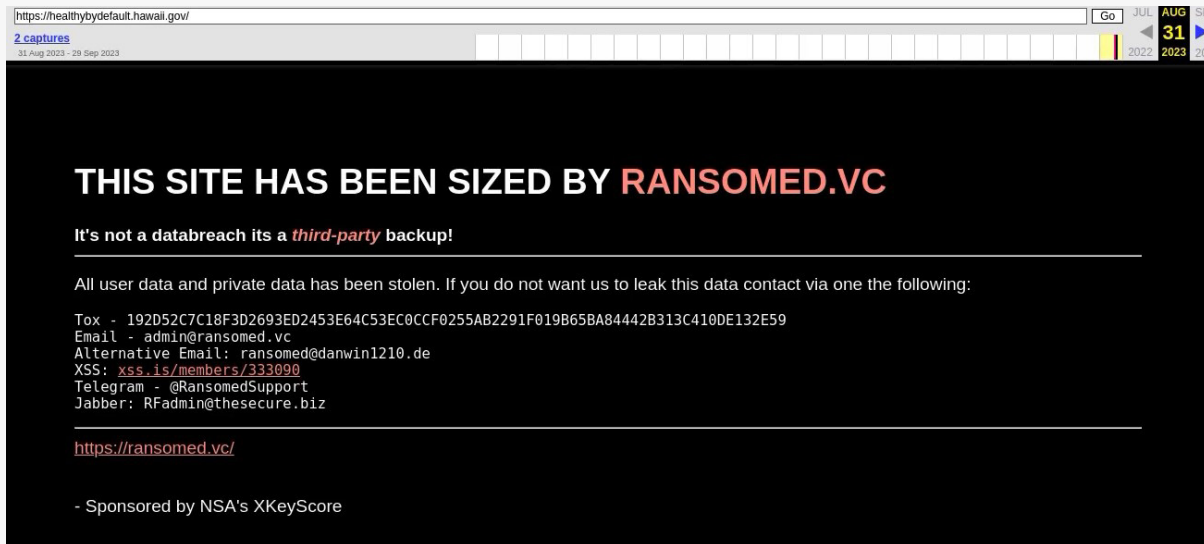 https://healthybydefault.hawaii.gov/
Go
JUL AUG
2 captures
31
31 Aug 2023 - 29 Sep 2023
2022 2023
THIS SITE HAS BEEN SIZED BY RANSOMED.VC
It's not a databreach its a third-party backup!
All user data and private data has been stolen. If you do not want us to leak this data contact via one the following:
Tox - 192D52C7C18F3D2693ED2453E64C53EC0CCF0255AB2291F019B65BA84442B313C410DE132E59
Email - admin@ransomed.vc
Alternative Email: ransomed@danwin1210.de
XSS: xss.is/members/333090
Telegram - @RansomedSupport
Jabber: RFadmin@thesecure.biz
https://ransomed.vc/
- Sponsored by NSA's XKeyScore